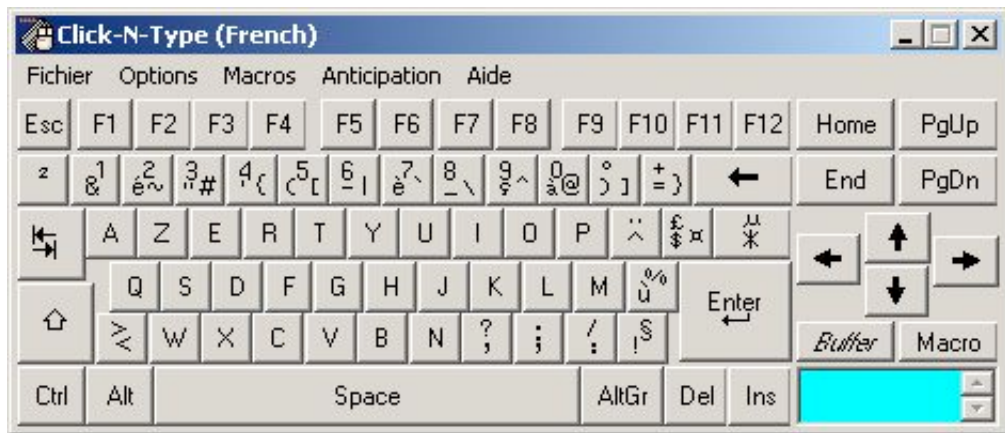 Click-N-Type (French)
Fichier Options Macros Anticipation Aide
Esc F1 F2 F3 F4 F5 F6 F7 F8 F9 F10 F11 F12 Home PgUp
² 1 & 2 é ~ 3 " # 4 ' { 5 ( [ 6 - | 7 è ` 8 _ \ 9 ç ^ 0 à @ ° ) ] + = } ← End PgDn
A Z E R T Y U I O P ¨ ^ £ $ ¤ µ *
Q S D F G H J K L M % ù Enter
> < W X C V B N ? , . ; / : § ! Buffer Macro
Ctrl Alt Space AltGr Del Ins